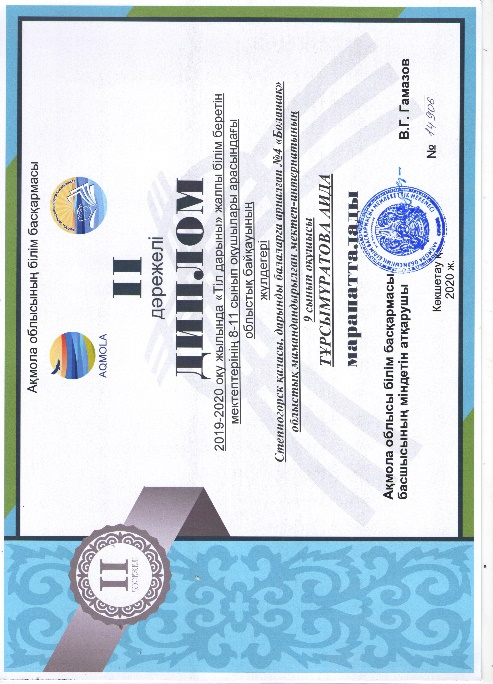 Ақмола облысының білім басқармасы
AQMOLA
II
дәрежелі
ДИПЛОМ
2019-2020 оқу жылында «Тіл дарыны» жалпы білім беретін
мектептерінің 8-11 сынып оқушылары арасындағы
облыстық байқауының
жүлдегері
Степногорск қаласы, дарынды балаларға арналған №4 «Болашақ»
облыстық мамандандырылған мектеп-интернатының
9 сынып оқушысы
ТҰРСЫМҰРАТОВА АИДА
марапатталады
Ақмола облысы білім басқармасы
басшысының міндетін атқарушы
В.Г. Гамазов
Көкшетау қ
2020 ж.
№ 14906
II